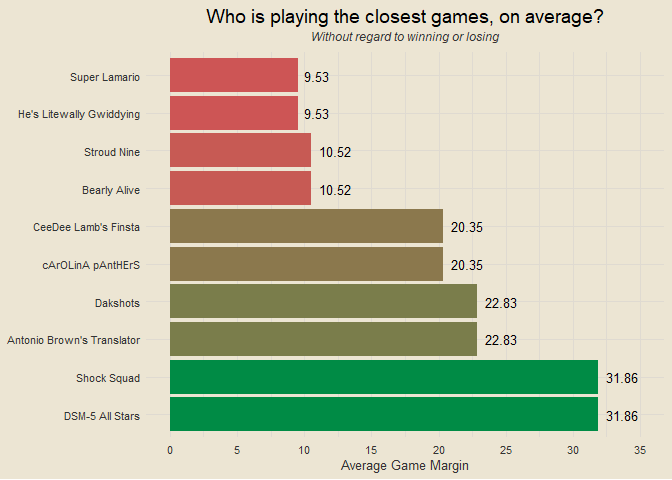 Who is playing the closest games, on average?
Without regard to winning or losing
Super Lamario 9.53
He's Litewally Gwiddying 9.53
Stroud Nine 10.52
Bearly Alive 10.52
CeeDee Lamb's Finsta 20.35
cArOLinA pAntHErS 20.35
Dakshots 22.83
Antonio Brown's Translator 22.83
Shock Squad 31.86
DSM-5 All Stars 31.86
0 5 10 15 20 25 30 35
Average Game Margin